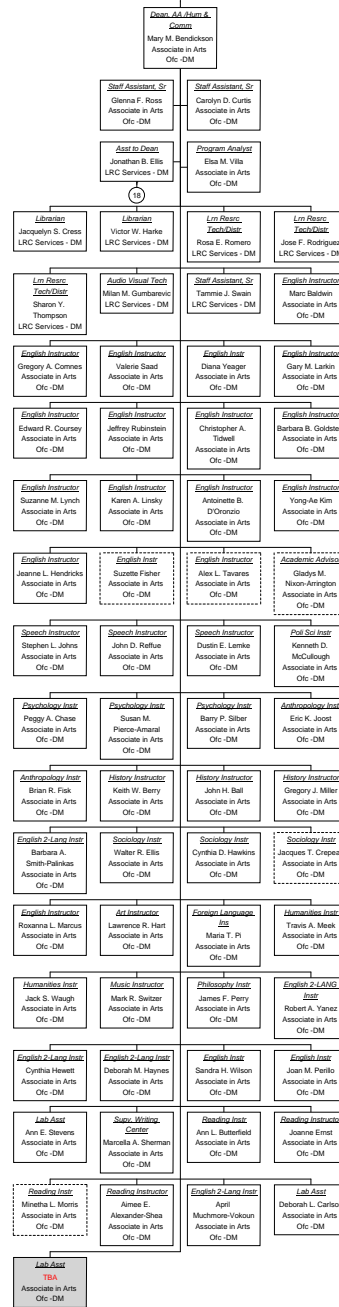 Dean, AA /Hum &
Comm
Mary M. Bendickson
Associate in Arts
Ofc -DM
Staff Assistant, Sr
Glenna F. Ross
Associate in Arts
Ofc -DM
Staff Assistant, Sr
Carolyn D. Curtis
Associate in Arts
Ofc -DM
Asst to Dean
Jonathan B. Ellis
LRC Services - DM
Program Analyst
Elsa M. Villa
Associate in Arts
Ofc -DM
18
Librarian
Jacquelyn S. Cress
LRC Services - DM
Librarian
Victor W. Harke
LRC Services - DM
Lrn Resrc
Tech/Distr
Rosa E. Romero
LRC Services - DM
Lrn Resrc
Tech/Distr
Jose F. Rodriguez
LRC Services - DM
Lrn Resrc
Tech/Distr
Sharon Y.
Thompson
LRC Services - DM
Audio Visual Tech
Milan M. Gumbarevic
LRC Services - DM
Staff Assistant, Sr
Tammie J. Swain
LRC Services - DM
English Instructor
Marc Baldwin
Associate in Arts
Ofc -DM
English Instructor
Gregory A. Comnes
Associate in Arts
Ofc -DM
English Instructor
Valerie Saad
Associate in Arts
Ofc -DM
English Instr
Diana Yeager
Associate in Arts
Ofc -DM
English Instructor
Gary M. Larkin
Associate in Arts
Ofc -DM
English Instructor
Edward R. Coursey
Associate in Arts
Ofc -DM
English Instructor
Jeffrey Rubinstein
Associate in Arts
Ofc -DM
English Instructor
Christopher A.
Tidwell
Associate in Arts
Ofc -DM
English Instructor
Barbara B. Goldste
Associate in Arts
Ofc -DM
English Instructor
Suzanne M. Lynch
Associate in Arts
Ofc -DM
English Instructor
Karen A. Linsky
Associate in Arts
Ofc -DM
English Instructor
Antoinette B.
D'Oronzio
Associate in Arts
Ofc -DM
English Instructor
Yong-Ae Kim
Associate in Arts
Ofc -DM
English Instructor
Jeanne L. Hendricks
Associate in Arts
Ofc -DM
English Instr
Suzette Fisher
Associate in Arts
Ofc -DM
English Instructor
Alex L. Tavares
Associate in Arts
Ofc -DM
Academic Advisor
Gladys M.
Nixon-Arrington
Associate in Arts
Ofc -DM
Speech Instructor
Stephen L. Johns
Associate in Arts
Ofc -DM
Speech Instructor
John D. Reffue
Associate in Arts
Ofc -DM
Speech Instructor
Dustin E. Lemke
Associate in Arts
Ofc -DM
Poli Sci Instr
Kenneth D.
McCullough
Associate in Arts
Ofc -DM
Psychology Instr
Peggy A. Chase
Associate in Arts
Ofc -DM
Psychology Instr
Susan M.
Pierce-Amaral
Associate in Arts
Ofc -DM
Psychology Instr
Barry P. Silber
Associate in Arts
Ofc -DM
Anthropology Instr
Eric K. Joost
Associate in Arts
Ofc -DM
Anthropology Instr
Brian R. Fisk
Associate in Arts
Ofc -DM
History Instructor
Keith W. Berry
Associate in Arts
Ofc -DM
History Instructor
John H. Ball
Associate in Arts
Ofc -DM
History Instructor
Gregory J. Miller
Associate in Arts
Ofc -DM
English 2-Lang Instr
Barbara A.
Smith-Palinkas
Associate in Arts
Ofc -DM
Sociology Instr
Walter R. Ellis
Associate in Arts
Ofc -DM
Sociology Instr
Cynthia D. Hawkins
Associate in Arts
Ofc -DM
Sociology Instr
Jacques T. Crepea
Associate in Arts
Ofc -DM
English Instructor
Roxanna L. Marcus
Associate in Arts
Ofc -DM
Art Instructor
Lawrence R. Hart
Associate in Arts
Ofc -DM
Foreign Language
Ins
Maria T. Pi
Associate in Arts
Ofc -DM
Humanities Instr
Travis A. Meek
Associate in Arts
Ofc -DM
Humanities Instr
Jack S. Waugh
Associate in Arts
Ofc -DM
Music Instructor
Mark R. Switzer
Associate in Arts
Ofc -DM
Philosophy Instr
James F. Perry
Associate in Arts
Ofc -DM
English 2-LANG
Instr
Robert A. Yanez
Associate in Arts
Ofc -DM
English 2-Lang Instr
Cynthia Hewett
Associate in Arts
Ofc -DM
English 2-Lang Instr
Deborah M. Haynes
Associate in Arts
Ofc -DM
English Instr
Sandra H. Wilson
Associate in Arts
Ofc -DM
English Instr
Joan M. Perillo
Associate in Arts
Ofc -DM
Lab Asst
Ann E. Stevens
Associate in Arts
Ofc -DM
Supv. Writing
Center
Marcella A. Sherman
Associate in Arts
Ofc -DM
Reading Instr
Ann L. Butterfield
Associate in Arts
Ofc -DM
Reading Instructor
Joanne Ernst
Associate in Arts
Ofc -DM
Reading Instr
Minetha L. Morris
Associate in Arts
Ofc -DM
Reading Instructor
Aimee E.
Alexander-Shea
Associate in Arts
Ofc -DM
English 2-Lang Instr
April
Muchmore-Vokoun
Associate in Arts
Ofc -DM
Lab Asst
Deborah L. Carlso
Associate in Arts
Ofc -DM
Lab Asst
TBA
Associate in Arts
Ofc -DM